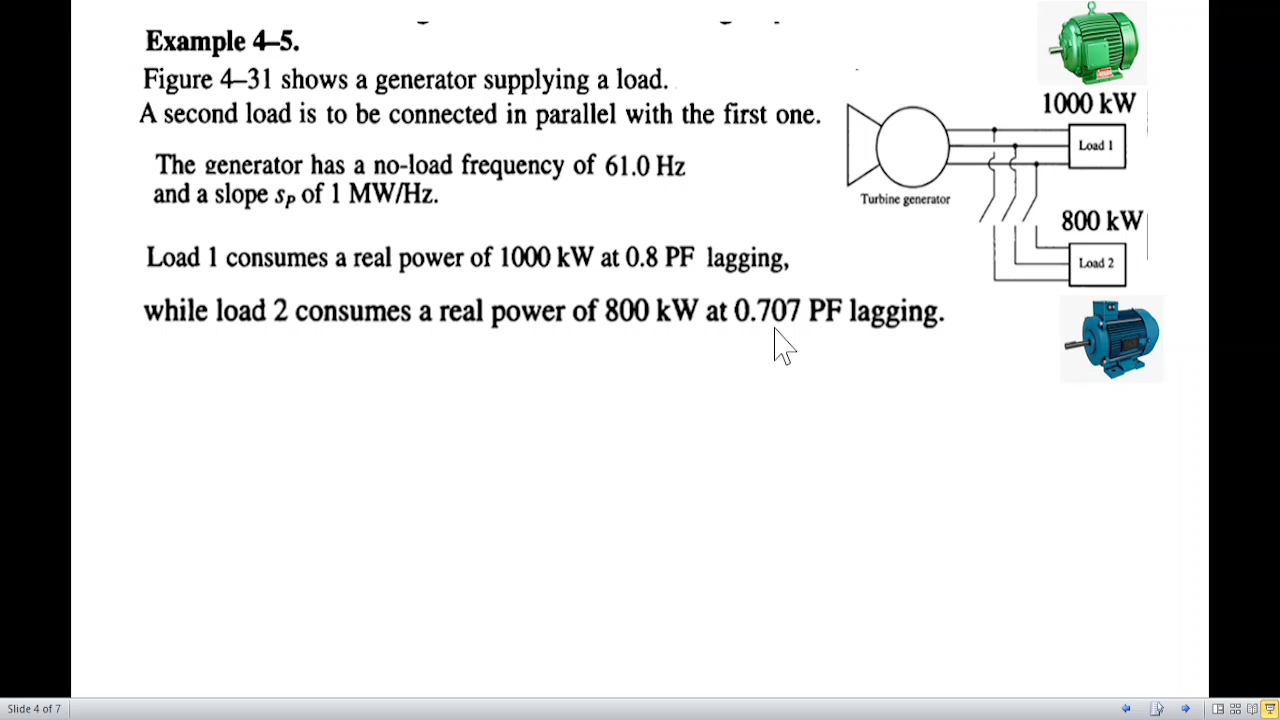 Example 4–5.
Figure 4–31 shows a generator supplying a load.
A second load is to be connected in parallel with the first one.
The generator has a no-load frequency of 61.0 Hz
and a slope sP of 1 MW/Hz.
Load 1 consumes a real power of 1000 kW at 0.8 PF lagging,
while load 2 consumes a real power of 800 kW at 0.707 PF lagging.
1000 kW
Load 1
Turbine generator
800 kW
Load 2
Slide 4 of 7